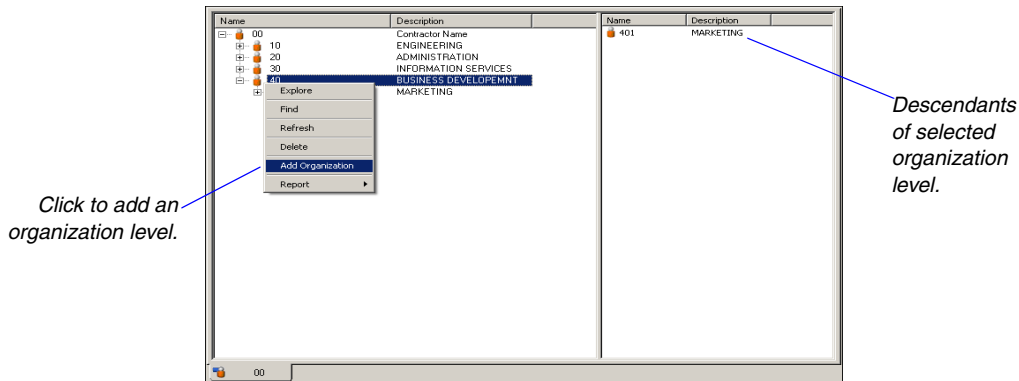 Name Description Name Description
00 Contractor Name 401 MARKETING
10 ENGINEERING
20 ADMINISTRATION
30 INFORMATION SERVICES
40 BUSINESS DEVELOPEMNT
MARKETING
Explore
Find
Refresh
Delete
Add Organization
Report
Descendants
of selected
organization
level.
Click to add an
organization level.
00